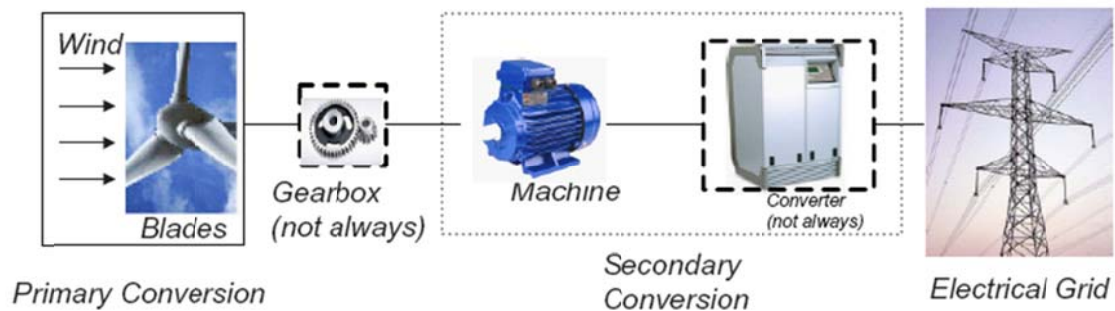 Wind
Blades
Gearbox
(not always)
Machine
Converter
(not always)
Primary Conversion
Secondary
Conversion
Electrical Grid